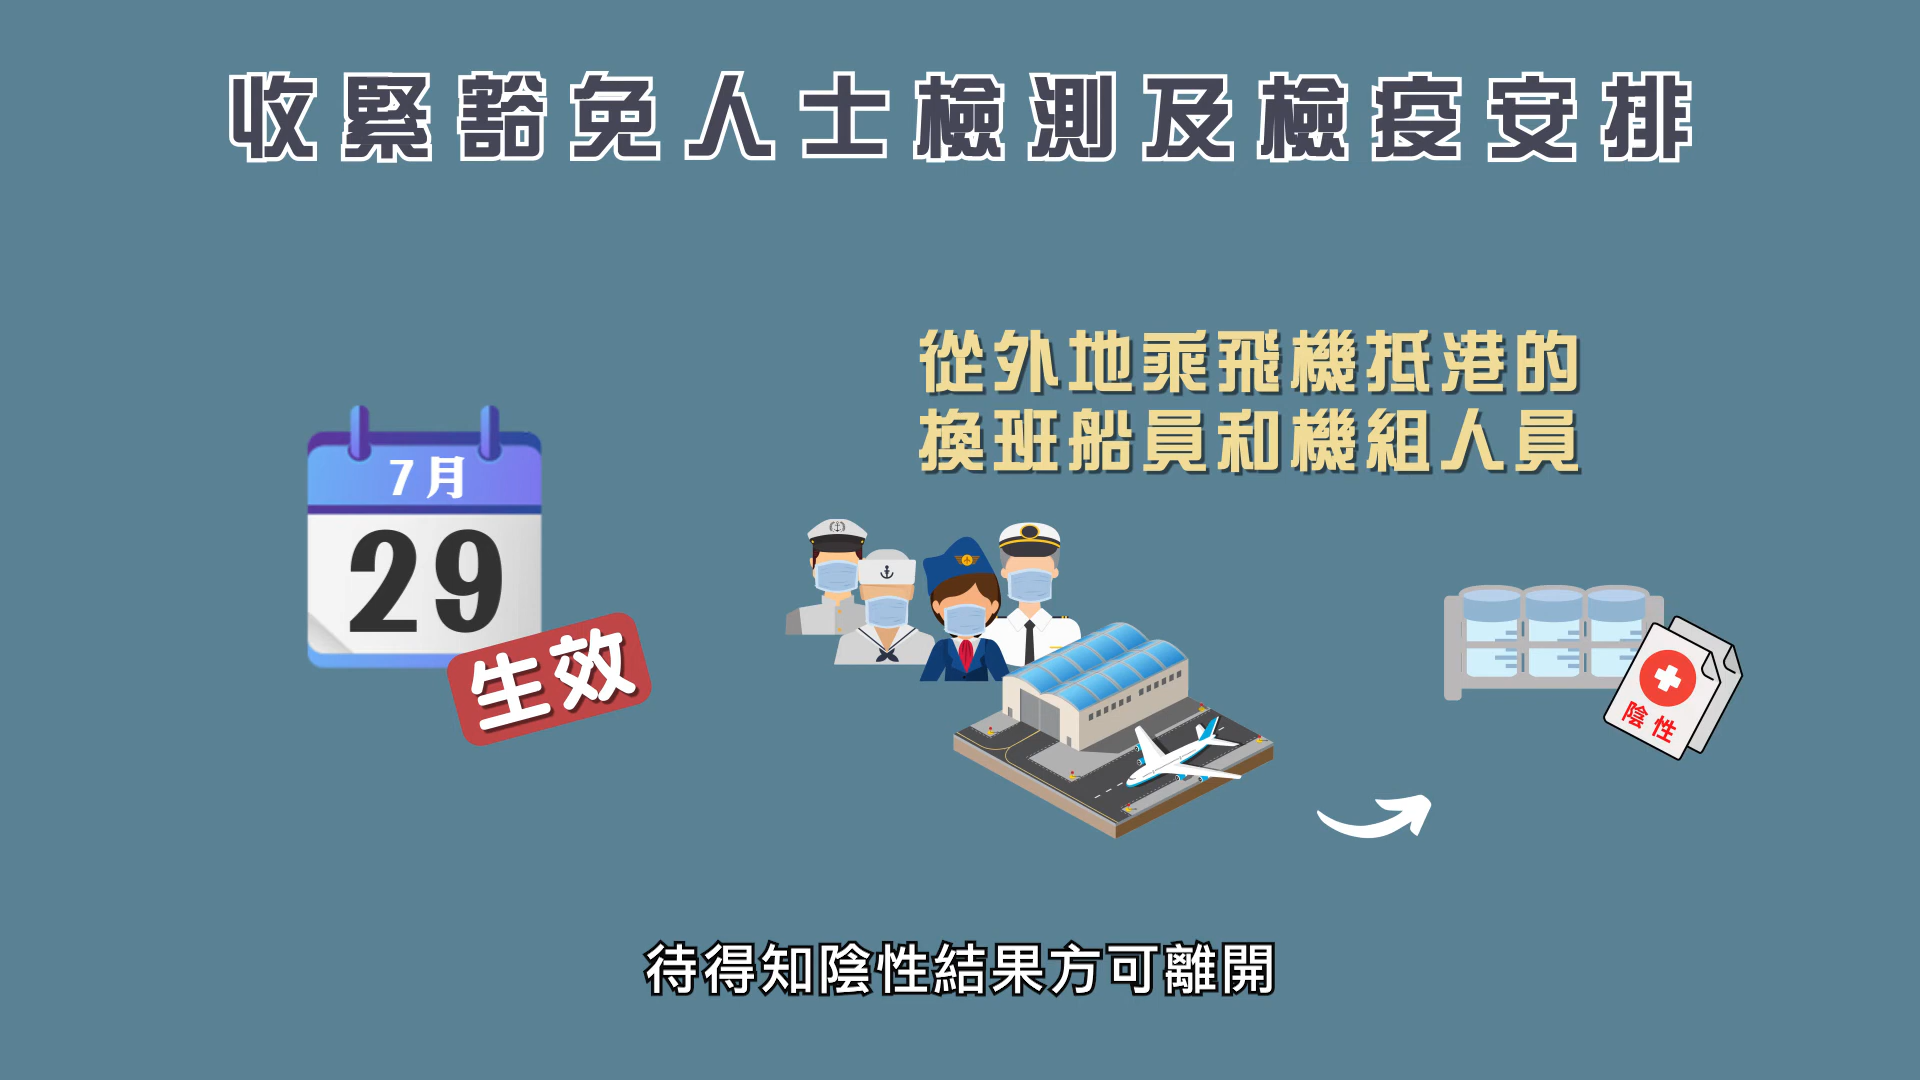 收緊豁免人士檢測及檢疫安排
從外地乘飛機抵港的
換班船員和機組人員
7月
29
生效
陰性
待得知陰性結果方可離開